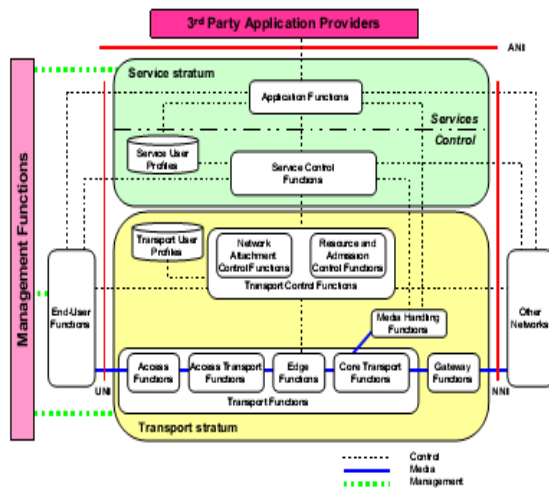 3rd Party Application Providers
ANI
Service stratum
Application Functions
Services
Control
Service User
Profiles
Service Control
Functions
Management Functions
Transport User
Profiles
Network
Attachment
Control Functions
Resource and
Admission
Control Functions
Transport Control Functions
End-User
Functions
Media Handling
Functions
Other
Networks
Access
Functions
Access Transport
Functions
Edge
Functions
Core Transport
Functions
Gateway
Functions
UNI
Transport Functions
NNI
Transport stratum
Control
Media
Management